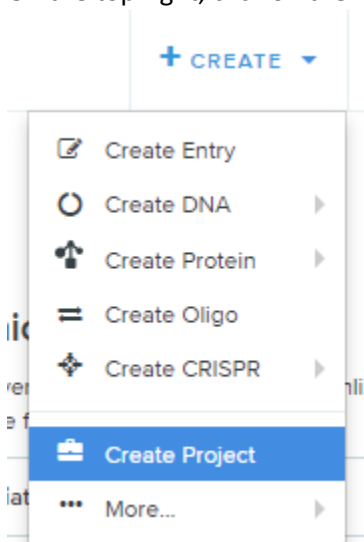 + CREATE
Create Entry
Create DNA
Create Protein
Create Oligo
Create CRISPR
Create Project
More...